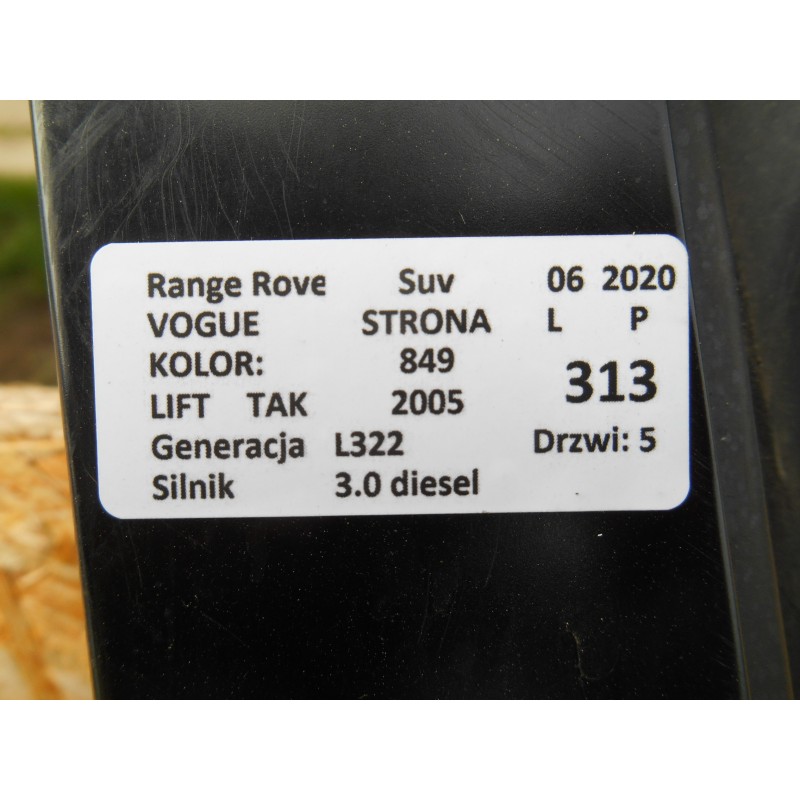 Range Rove Suv 06 2020
VOGUE STRONA L P
KOLOR: 849 313
LIFT TAK 2005
Generacja L322 Drzwi: 5
Silnik 3.0 diesel